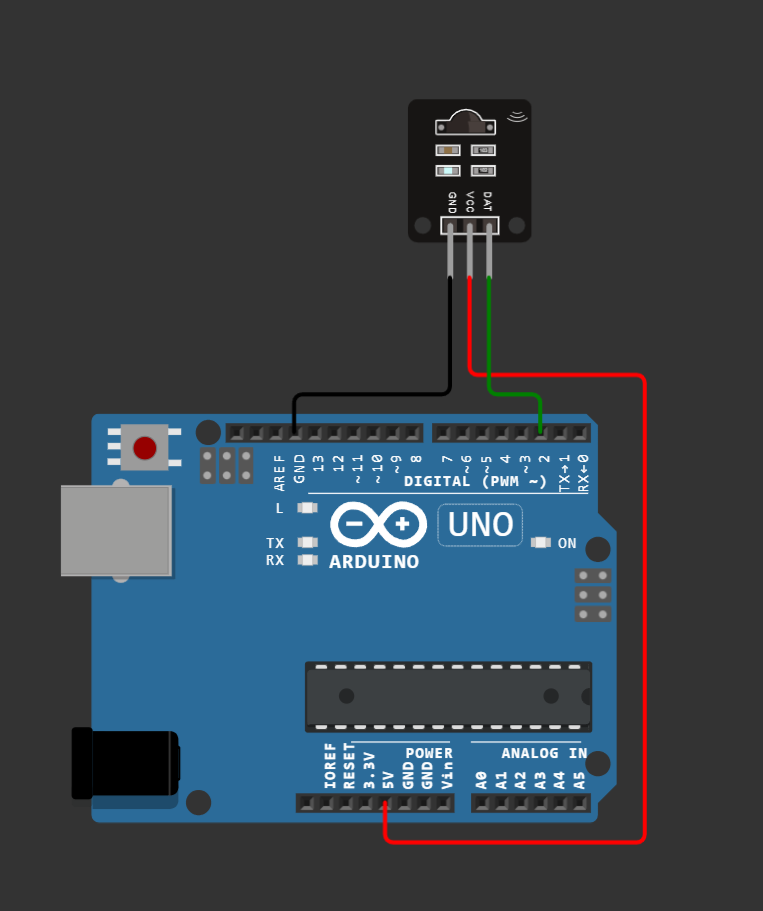 GND VCC DAT
AREF GND 13 12 ~11 ~10 ~9 8 7 ~6 ~5 4 ~3 2 TX→1 RX←0
DIGITAL (PWM ~)
L
TX
RX
UNO
ON
ARDUINO
POWER
ANALOG IN
IOREF RESET 3.3V 5V GND GND Vin A0 A1 A2 A3 A4 A5